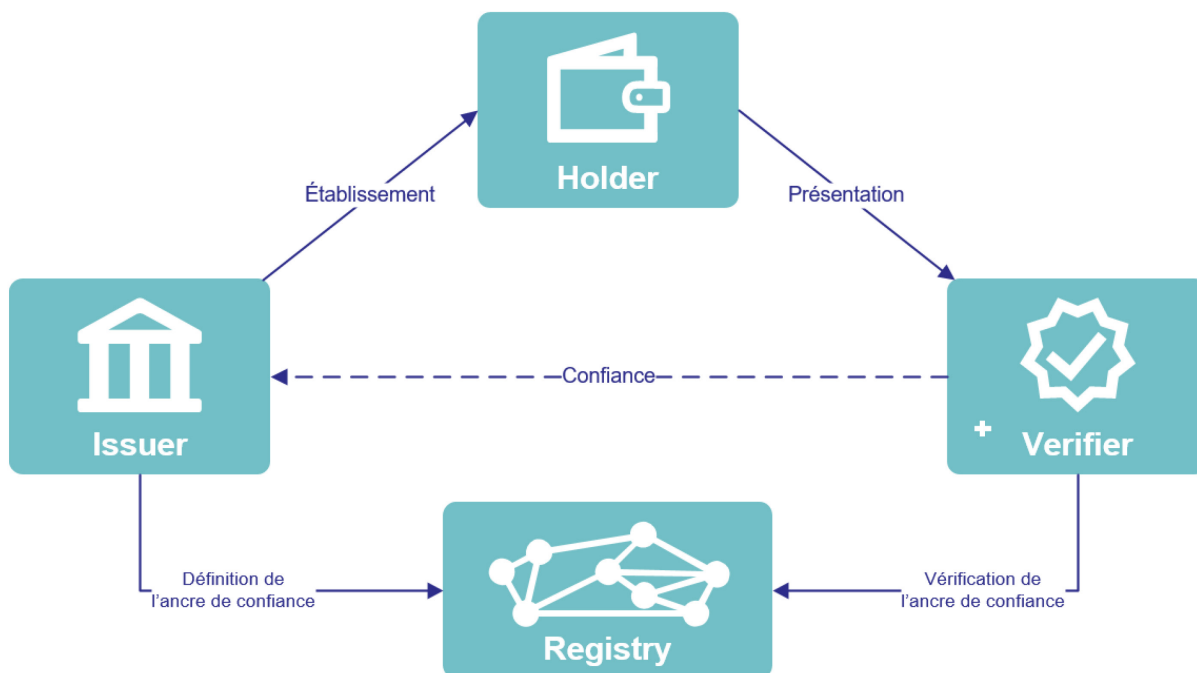 Holder
Établissement
Présentation
Confiance
Issuer
Verifier
Définition de
l'ancre de confiance
Vérification de
l'ancre de confiance
Registry